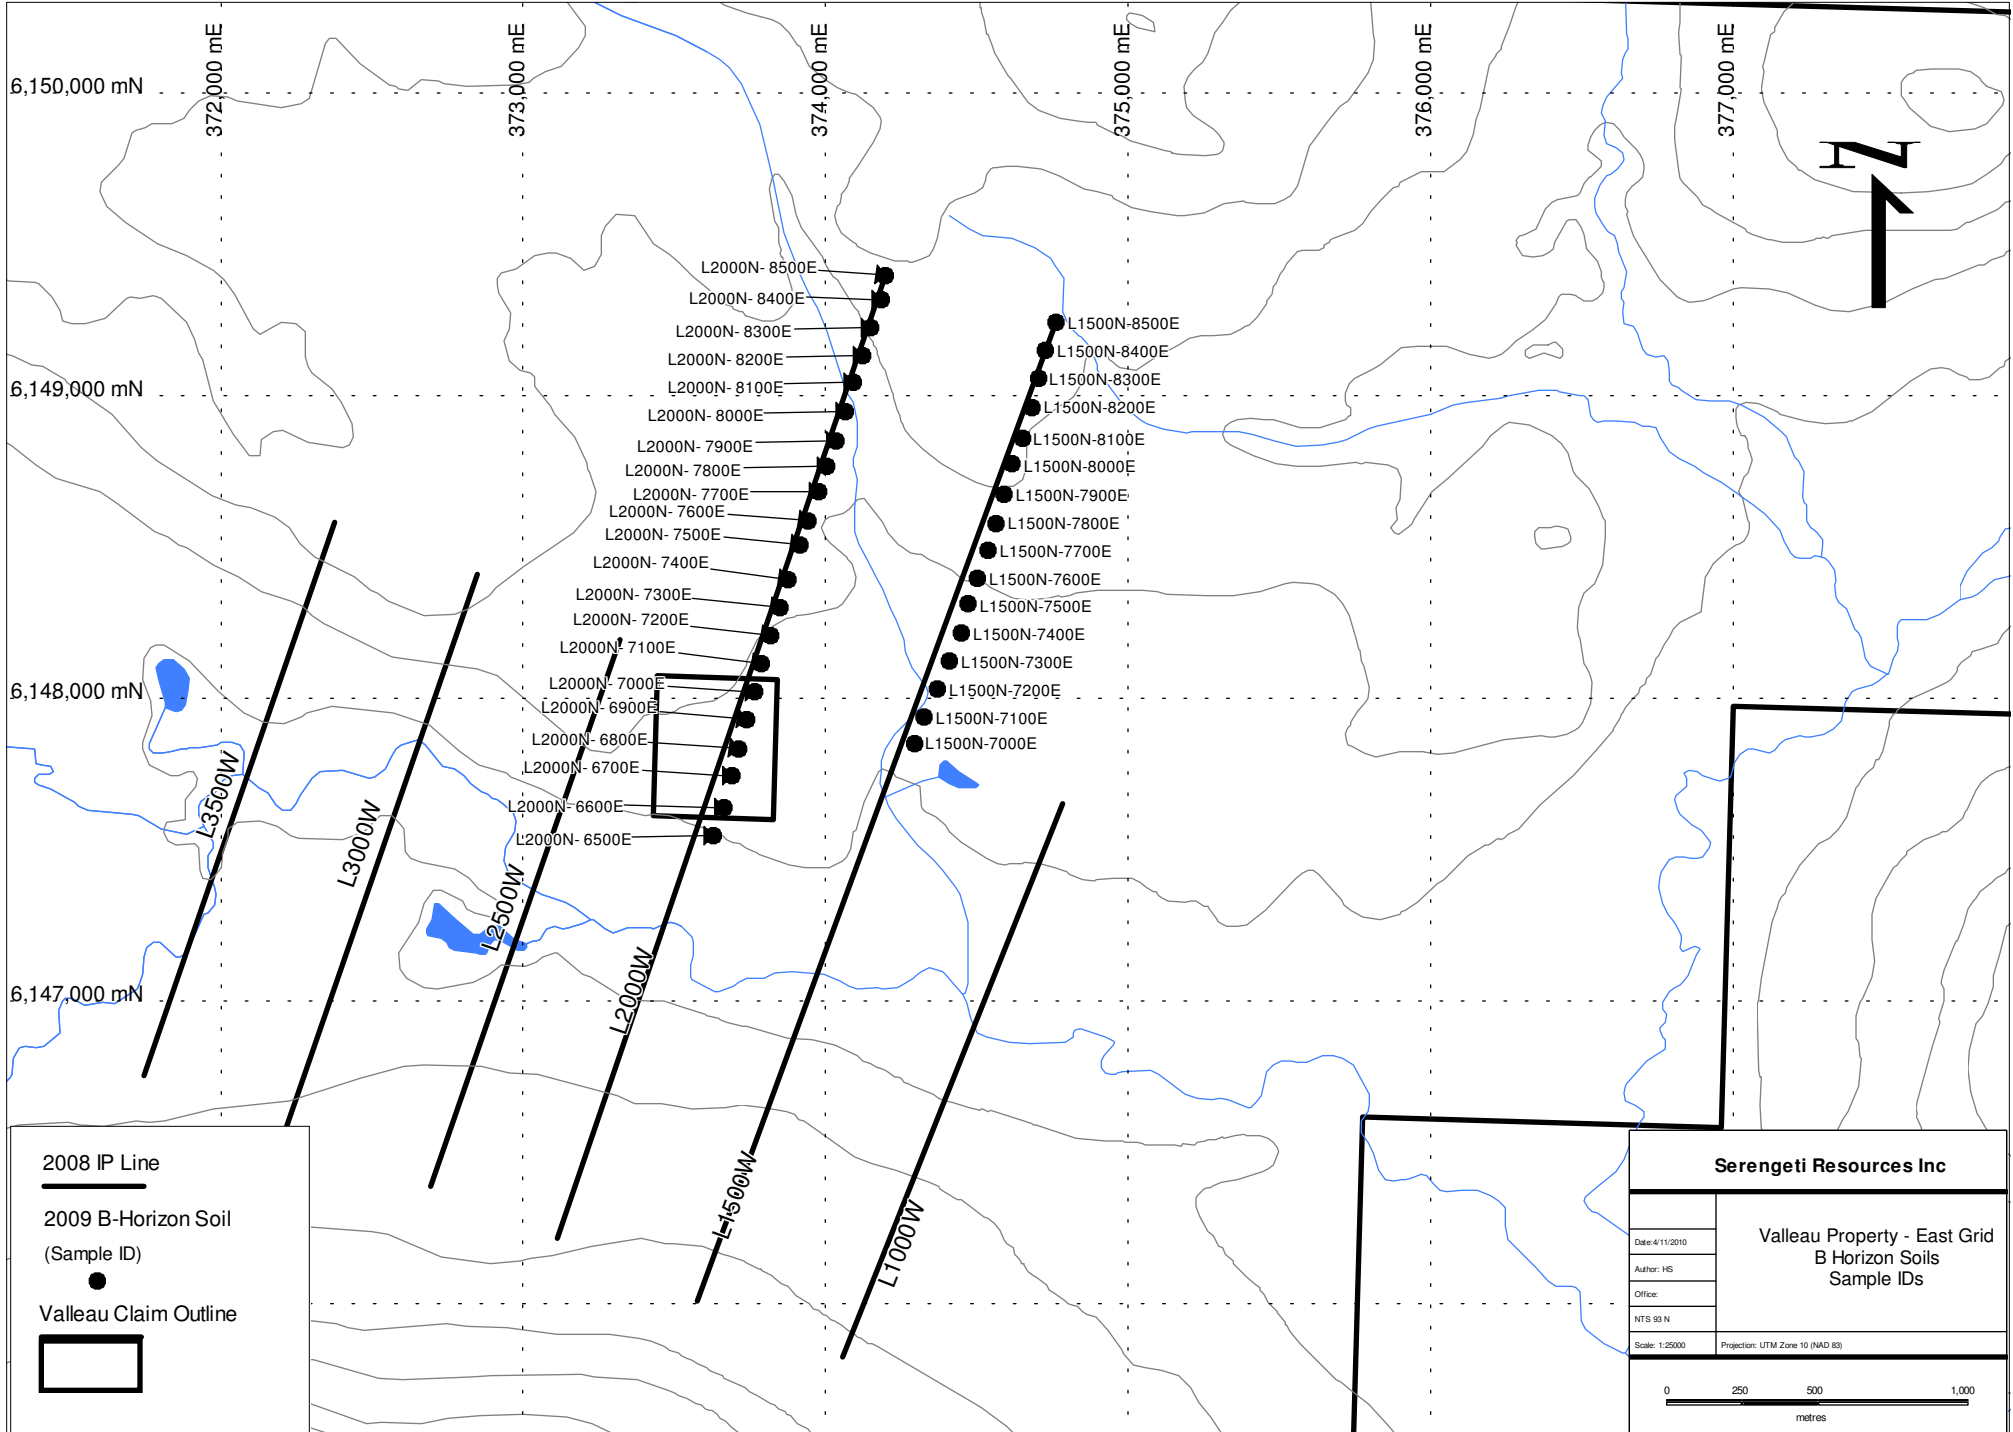 372,000 mE
373,000 mE
374,000 mE
375,000 mE
376,000 mE
377,000 mE
6,150,000 mN
6,149,000 mN
6,148,000 mN
6,147,000 mN
N
L2000N- 8500E
L2000N- 8400E
L2000N- 8300E
L2000N- 8200E
L2000N- 8100E
L2000N- 8000E
L2000N- 7900E
L2000N- 7800E
L2000N- 7700E
L2000N- 7600E
L2000N- 7500E
L2000N- 7400E
L2000N- 7300E
L2000N- 7200E
L2000N- 7100E
L2000N- 7000E
L2000N- 6900E
L2000N- 6800E
L2000N- 6700E
L2000N- 6600E
L2000N- 6500E
L1500N-8500E
L1500N-8400E
L1500N-8300E
L1500N-8200E
L1500N-8100E
L1500N-8000E
L1500N-7900E
L1500N-7800E
L1500N-7700E
L1500N-7600E
L1500N-7500E
L1500N-7400E
L1500N-7300E
L1500N-7200E
L1500N-7100E
L1500N-7000E
L3500W
L3000W
L2500W
L2000W
L1500W
L1000W
2008 IP Line
2009 B-Horizon Soil
(Sample ID)
Valleau Claim Outline
Serengeti Resources Inc
Date:4/11/2010
Author: HS
Office:
NTS 93 N
Scale: 1:25000
Valleau Property - East Grid
B Horizon Soils
Sample IDs
Projection: UTM Zone 10 (NAD 83)
0 250 500 1,000
metres